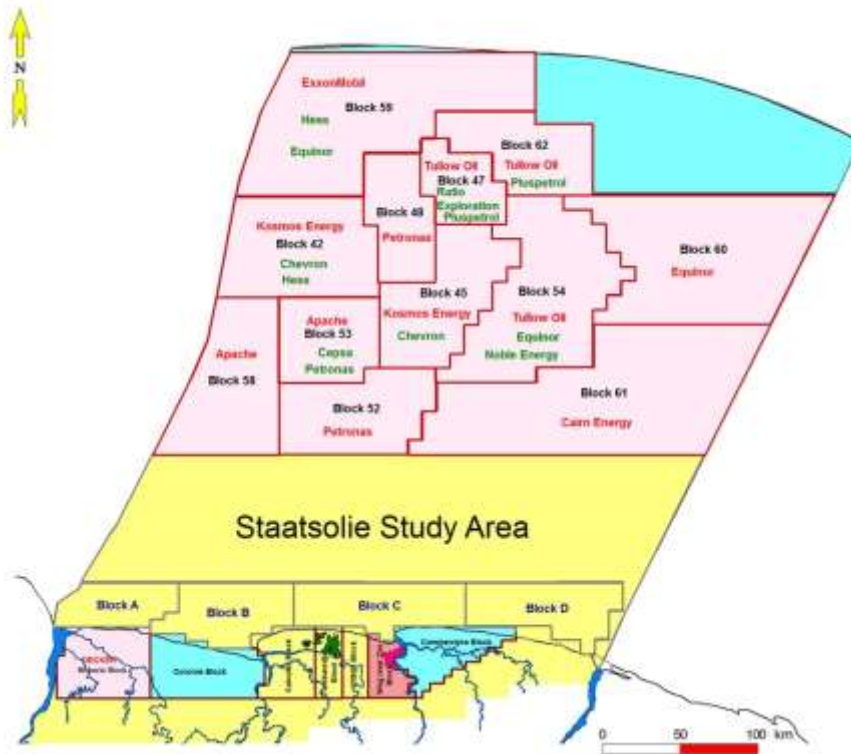 N
ExxonMobil
Block 59
Hess
Equinor
Block 62
Tullow Oil
Pluspetrol
Tullow Oil
Block 47
Ratio
Exploration
Pluspetrol
Block 48
Petronas
Kosmos Energy
Block 42
Chevron
Hess
Block 60
Equinor
Block 45
Kosmos Energy
Chevron
Block 54
Tullow Oil
Equinor
Noble Energy
Apache
Block 53
Cepsa
Petronas
Apache
Block 58
Block 52
Petronas
Block 61
Cairn Energy
Staatsolie Study Area
Block A
Block B
Block C
Block D
Coronie Block
Commewijne Block
0 50 100 km